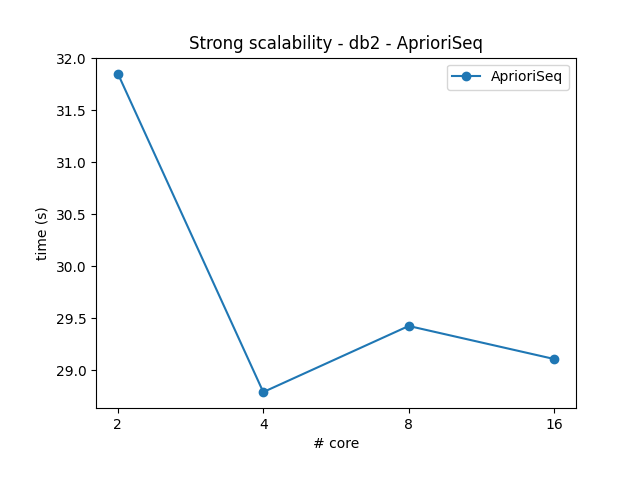 Strong scalability - db2 - AprioriSeq
AprioriSeq
32.0
31.5
31.0
30.5
30.0
29.5
29.0
time (s)
2 4 8 16
# core